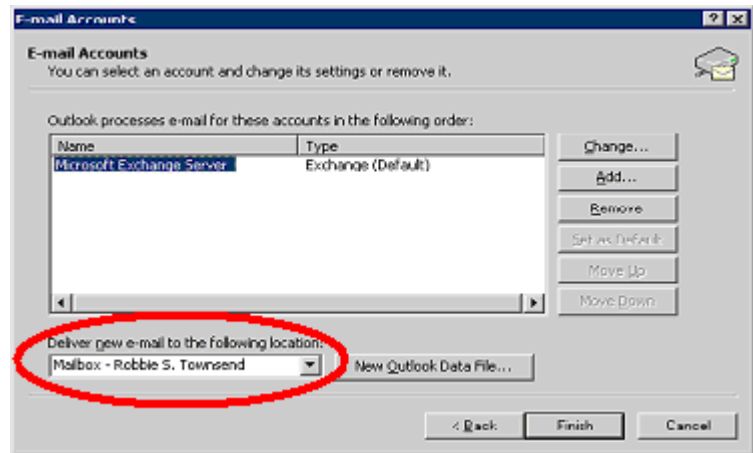 E-mail Accounts
E-mail Accounts
You can select an account and change its settings or remove it.
Outlook processes e-mail for these accounts in the following order:
Name Type
Microsoft Exchange Server Exchange (Default)
Change...
Add...
Remove
Set as Default
Move Up
Move Down
Deliver new e-mail to the following location:
Mailbox - Robbie S. Townsend
New Outlook Data File...
< Back Finish Cancel